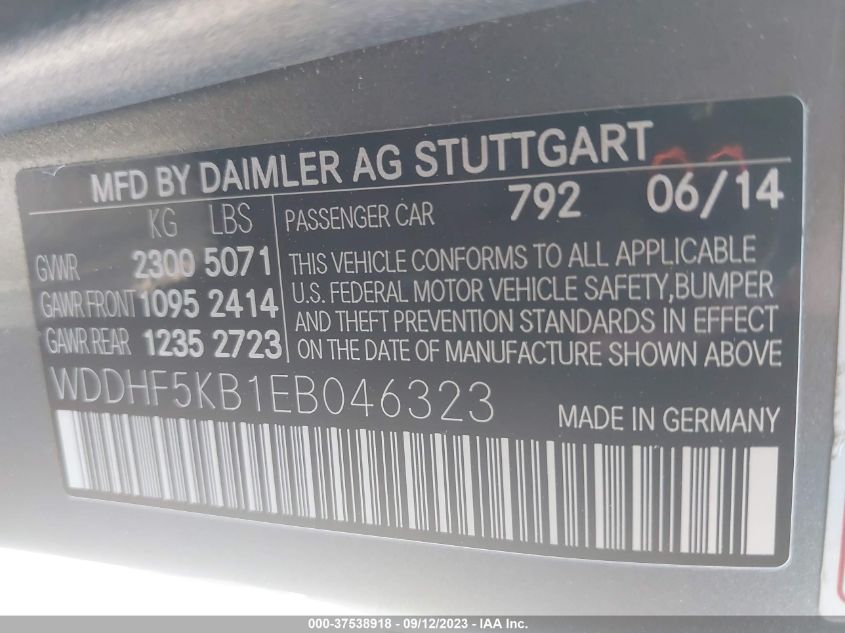 MFD BY DAIMLER AG STUTTGART
KG LBS
PASSENGER CAR 792 06/14
GVWR 2300 5071
GAWR FRONT 1095 2414
GAWR REAR 1235 2723
THIS VEHICLE CONFORMS TO ALL APPLICABLE
U.S. FEDERAL MOTOR VEHICLE SAFETY, BUMPER
AND THEFT PREVENTION STANDARDS IN EFFECT
ON THE DATE OF MANUFACTURE SHOWN ABOVE
WDDHF5KB1EB046323
MADE IN GERMANY
000-37538918 - 09/12/2023 - IAA Inc.